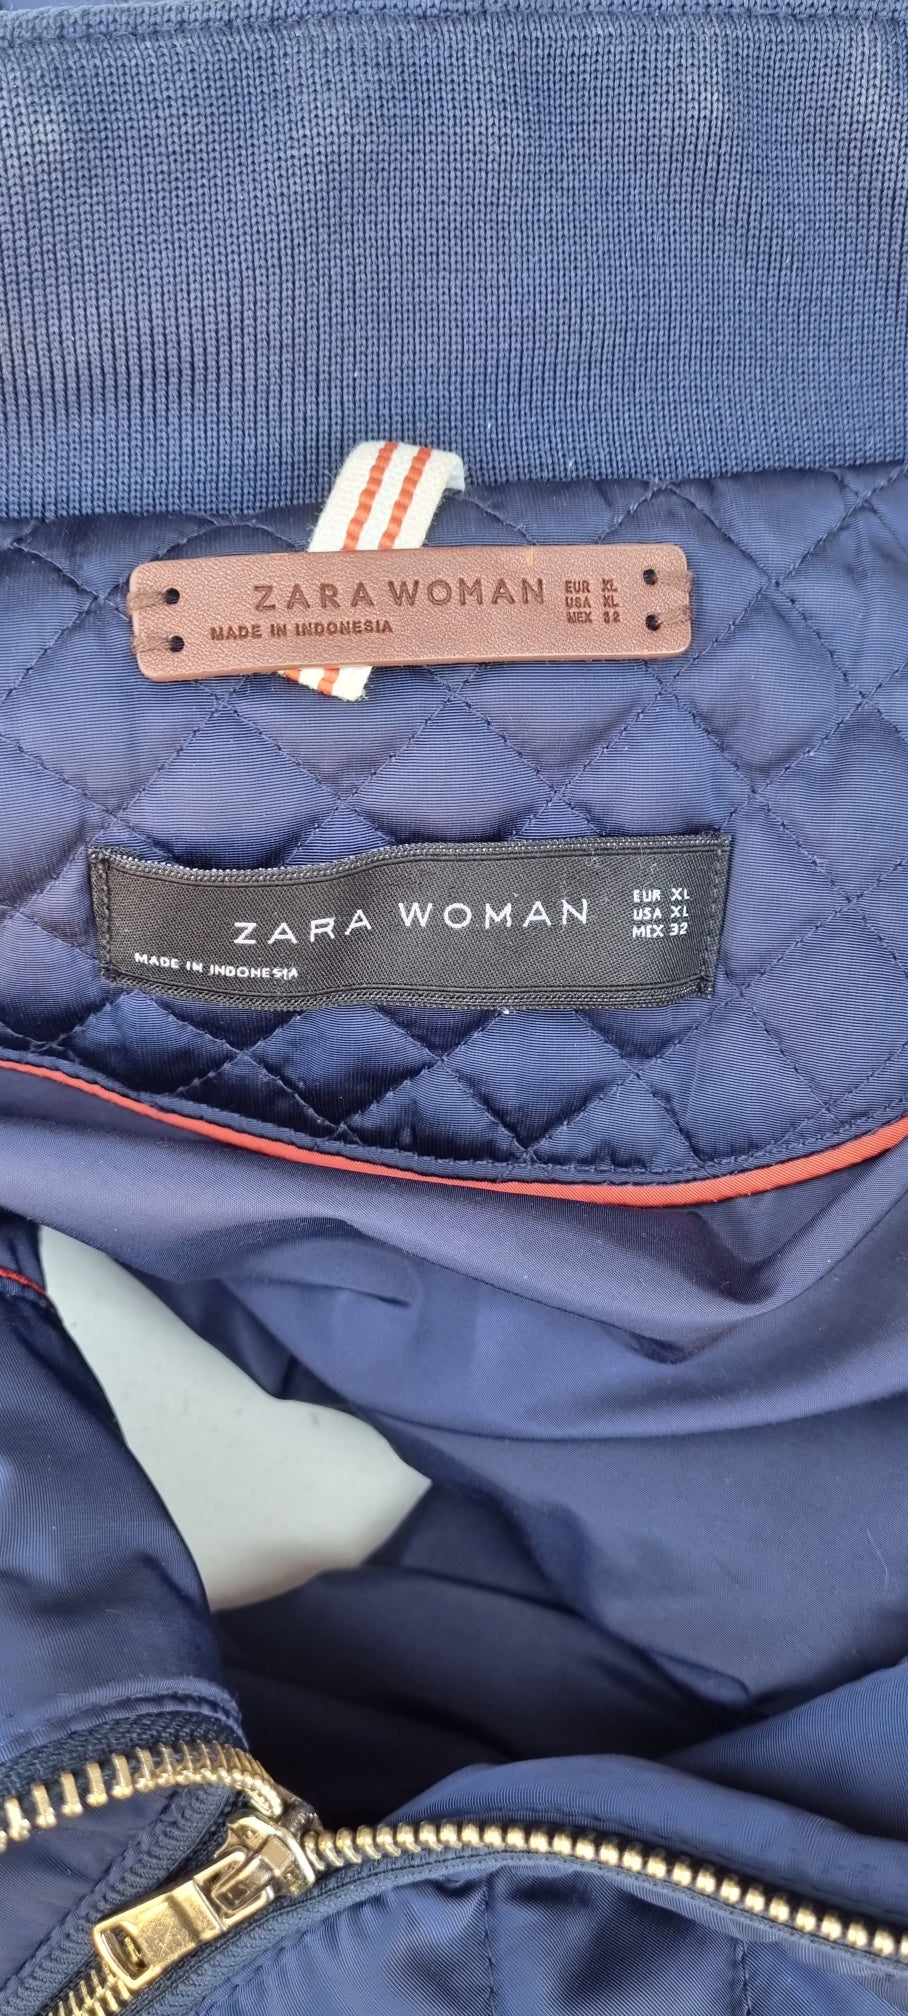 ZARA WOMAN
EUR XL
USA XL
MEX 32
MADE IN INDONESIA
ZARA WOMAN
EUR XL
USA XL
MEX 32
MADE IN INDONESIA